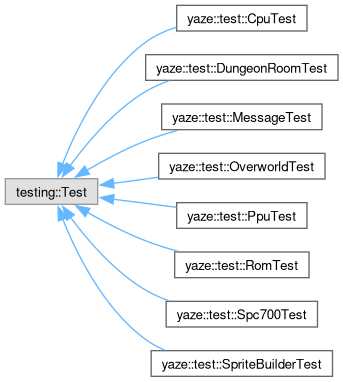 yaze::test::CpuTest
yaze::test::DungeonRoomTest
yaze::test::MessageTest
yaze::test::OverworldTest
testing::Test
yaze::test::PpuTest
yaze::test::RomTest
yaze::test::Spc700Test
yaze::test::SpriteBuilderTest